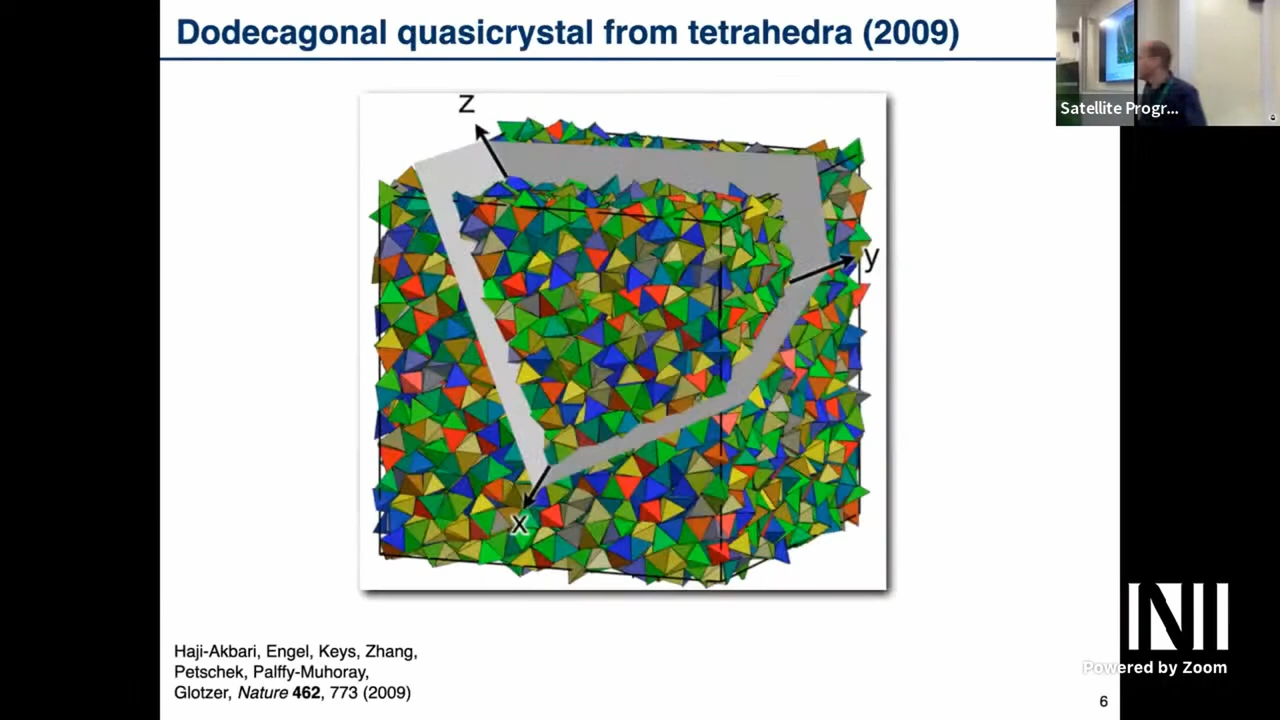 Dodecagonal quasicrystal from tetrahedra (2009)
Satellite Progr...
z
y
x
Haji-Akbari, Engel, Keys, Zhang,
Petschek, Palffy-Muhoray,
Glotzer, Nature 462, 773 (2009)
NI
Powered by Zoom
6